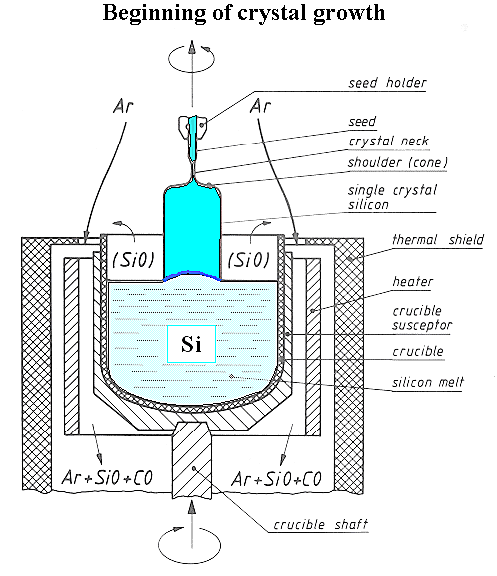 Beginning of crystal growth
seed holder
Ar
Ar
seed
crystal neck
shoulder (cone)
single crystal
silicon
thermal shield
(SiO)
(SiO)
heater
crucible
susceptor
Si
crucible
silicon melt
Ar+SiO+CO
Ar+SiO+CO
crucible shaft